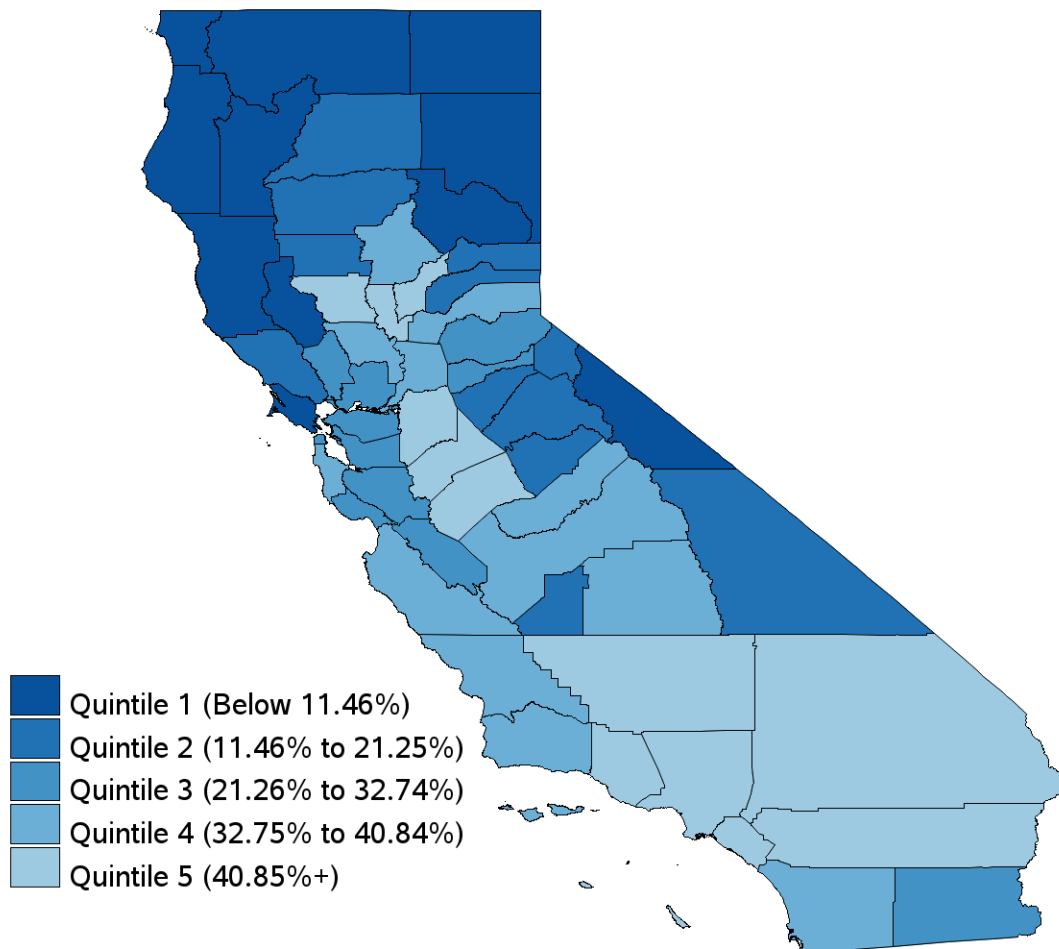 Quintile 1 (Below 11.46%)
Quintile 2 (11.46% to 21.25%)
Quintile 3 (21.26% to 32.74%)
Quintile 4 (32.75% to 40.84%)
Quintile 5 (40.85%+)